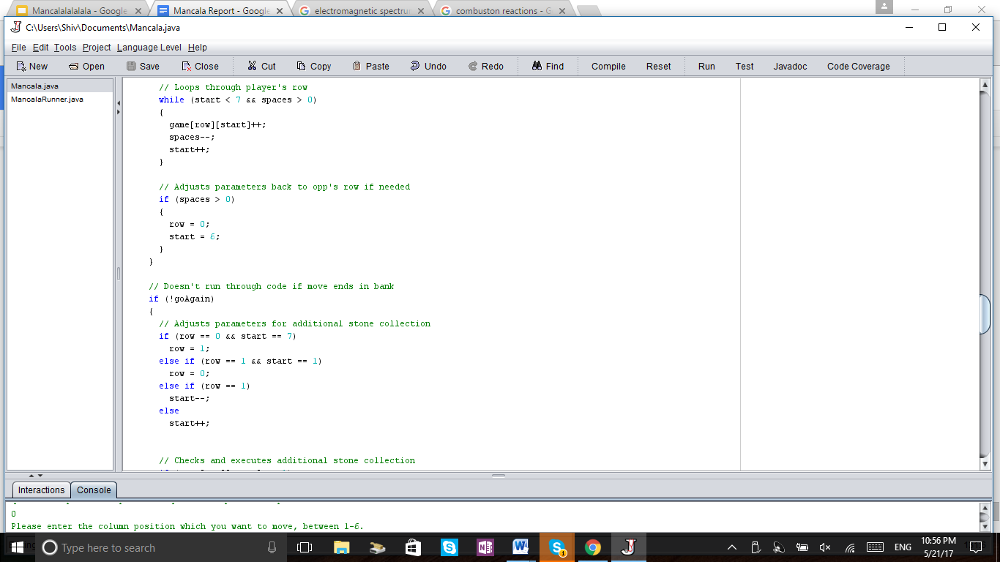 Mancalalalalala - Google
Mancala Report - Google
electromagnetic spectru
combuston reactions - G
C:\Users\Shiv\Documents\Mancala.java
File Edit Tools Project Language Level Help
New Open Save Close Cut Copy Paste Undo Redo Find Compile Reset Run Test Javadoc Code Coverage
Mancala.java
MancalaRunner.java
// Loops through player's row
while (start < 7 && spaces > 0)
{
game[row][start]++;
spaces--;
start++;
}
// Adjusts parameters back to opp's row if needed
if (spaces > 0)
{
row = 0;
start = 6;
}
}
// Doesn't run through code if move ends in bank
if (!goAgain)
{
// Adjusts parameters for additional stone collection
if (row == 0 && start == 7)
row = 1;
else if (row == 1 && start == 1)
row = 0;
else if (row == 1)
start--;
else
start++;
// Checks and executes additional stone collection
Interactions Console
0
Please enter the column position which you want to move, between 1-6.
Type here to search
1
ENG
10:56 PM
5/21/17